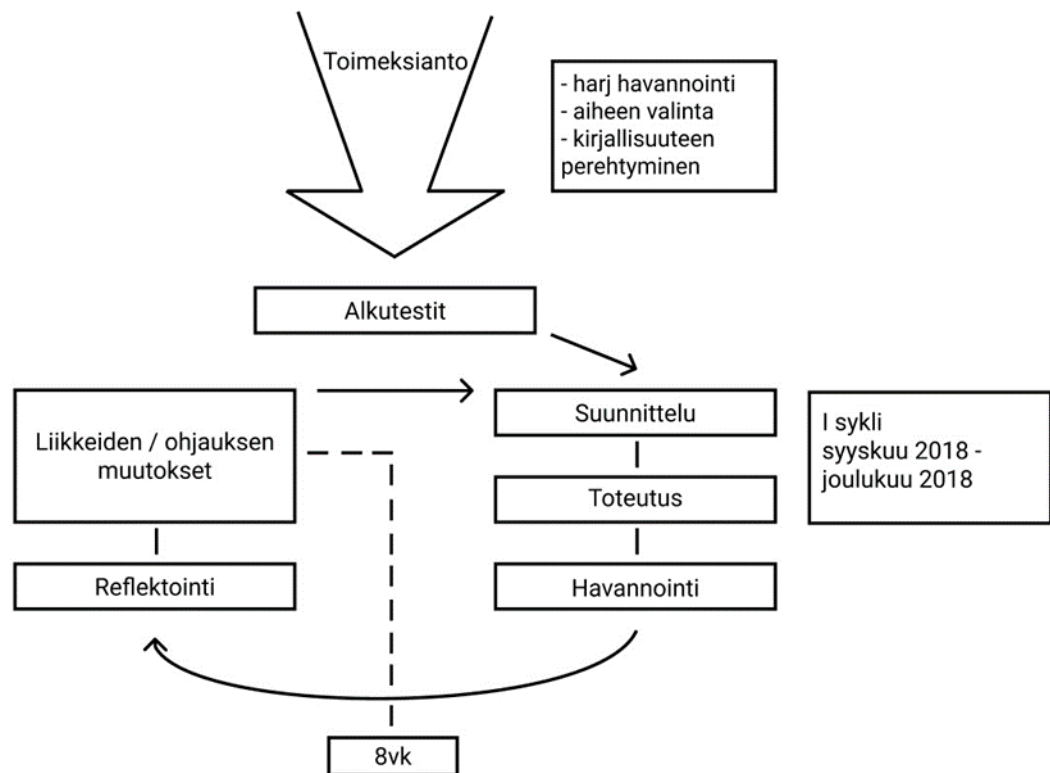 Toimeksianto
- harj havannointi
- aiheen valinta
- kirjallisuuteen
perehtyminen
Alkutestit
Liikkeiden / ohjauksen
muutokset
Suunnittelu
I sykli
syyskuu 2018 -
joulukuu 2018
Toteutus
Reflektointi
Havannointi
8vk